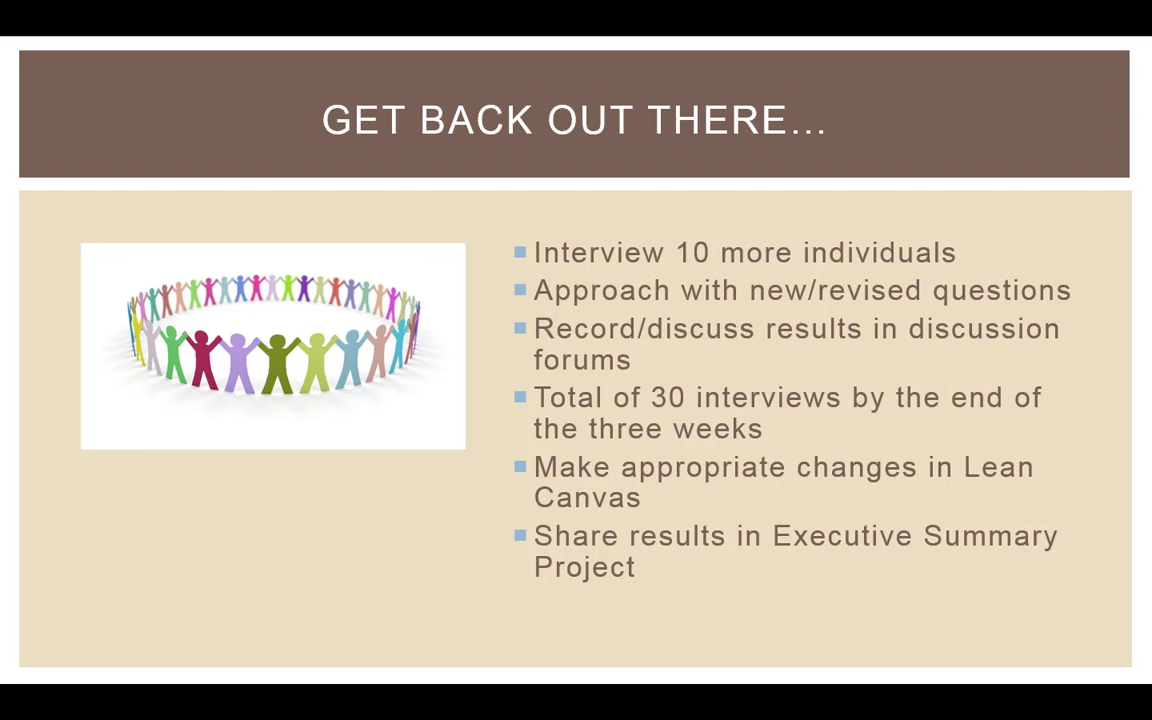 GET BACK OUT THERE...
Interview 10 more individuals
Approach with new/revised questions
Record/discuss results in discussion
forums
Total of 30 interviews by the end of
the three weeks
Make appropriate changes in Lean
Canvas
Share results in Executive Summary
Project